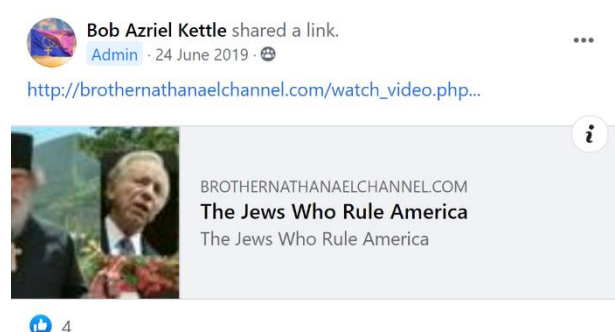 Bob Azriel Kettle shared a link.
Admin · 24 June 2019 ·
http://brothernathanaelchannel.com/watch_video.php...
i
BROTHERNATHANAELCHANNEL.COM
The Jews Who Rule America
The Jews Who Rule America
4